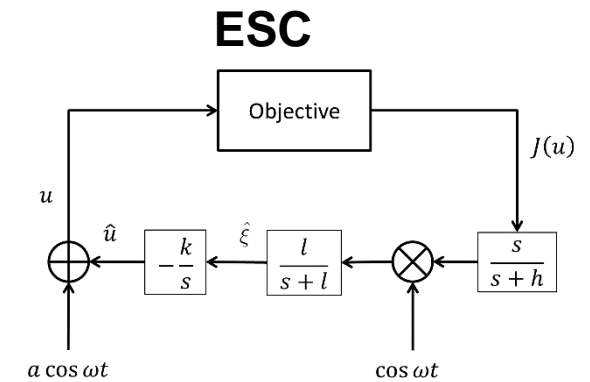 ESC
Objective
J(u)
u
û
-k/s
ξ̂
l/(s + l)
s/(s + h)
a cos ωt
cos ωt